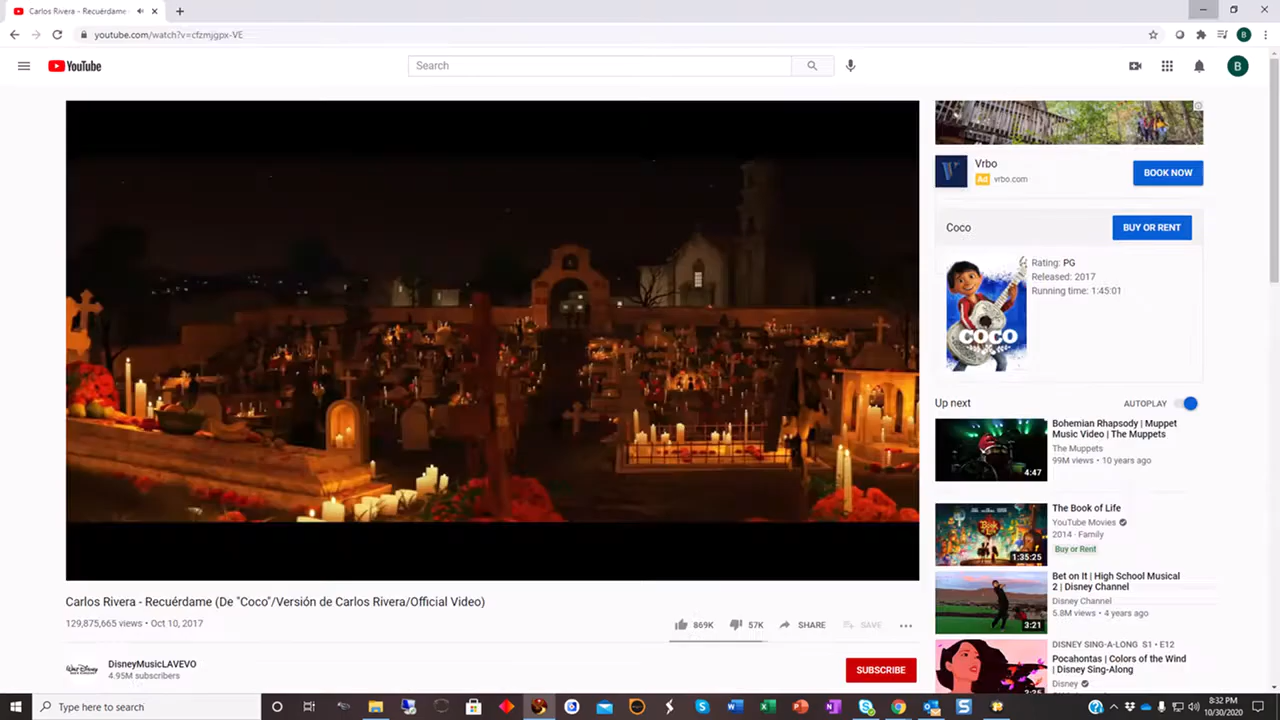 Carlos Rivera - Recuérdame
youtube.com/watch?v=cfzmjgpx-VE
B
YouTube
Search
B
Vrbo
Ad vrbo.com
BOOK NOW
Coco
BUY OR RENT
Rating: PG
Released: 2017
Running time: 1:45:01
COCO
Up next
AUTOPLAY
Bohemian Rhapsody | Muppet
Music Video | The Muppets
The Muppets
99M views • 10 years ago
4:47
The Book of Life
YouTube Movies
2014 · Family
Buy or Rent
1:35:25
Bet on It | High School Musical
2 | Disney Channel
Disney Channel
5.8M views • 4 years ago
3:21
DISNEY SING-A-LONG S1 • E12
Pocahontas | Colors of the Wind
| Disney Sing-Along
Disney
Carlos Rivera - Recuérdame (De "Coco"/Versión de Carlos Rivera/Official Video)
129,875,665 views • Oct 10, 2017
869K
57K
SHARE
SAVE
DisneyMusicLAVEVO
4.95M subscribers
SUBSCRIBE
Type here to search
8:32 PM
10/30/2020